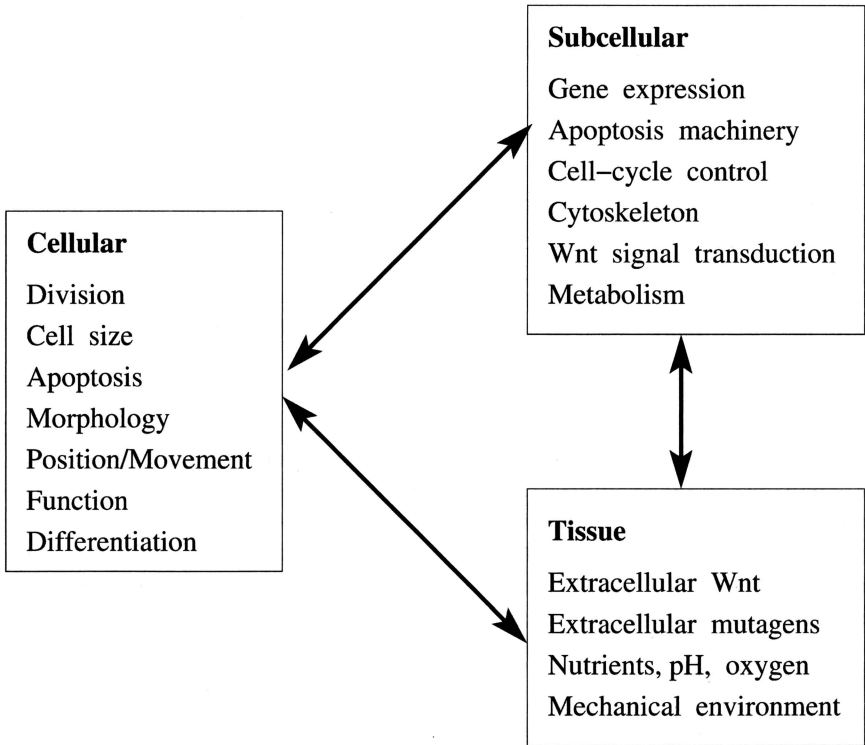 Subcellular
Gene expression
Apoptosis machinery
Cell−cycle control
Cytoskeleton
Wnt signal transduction
Metabolism
Cellular
Division
Cell size
Apoptosis
Morphology
Position/Movement
Function
Differentiation
Tissue
Extracellular Wnt
Extracellular mutagens
Nutrients, pH, oxygen
Mechanical environment